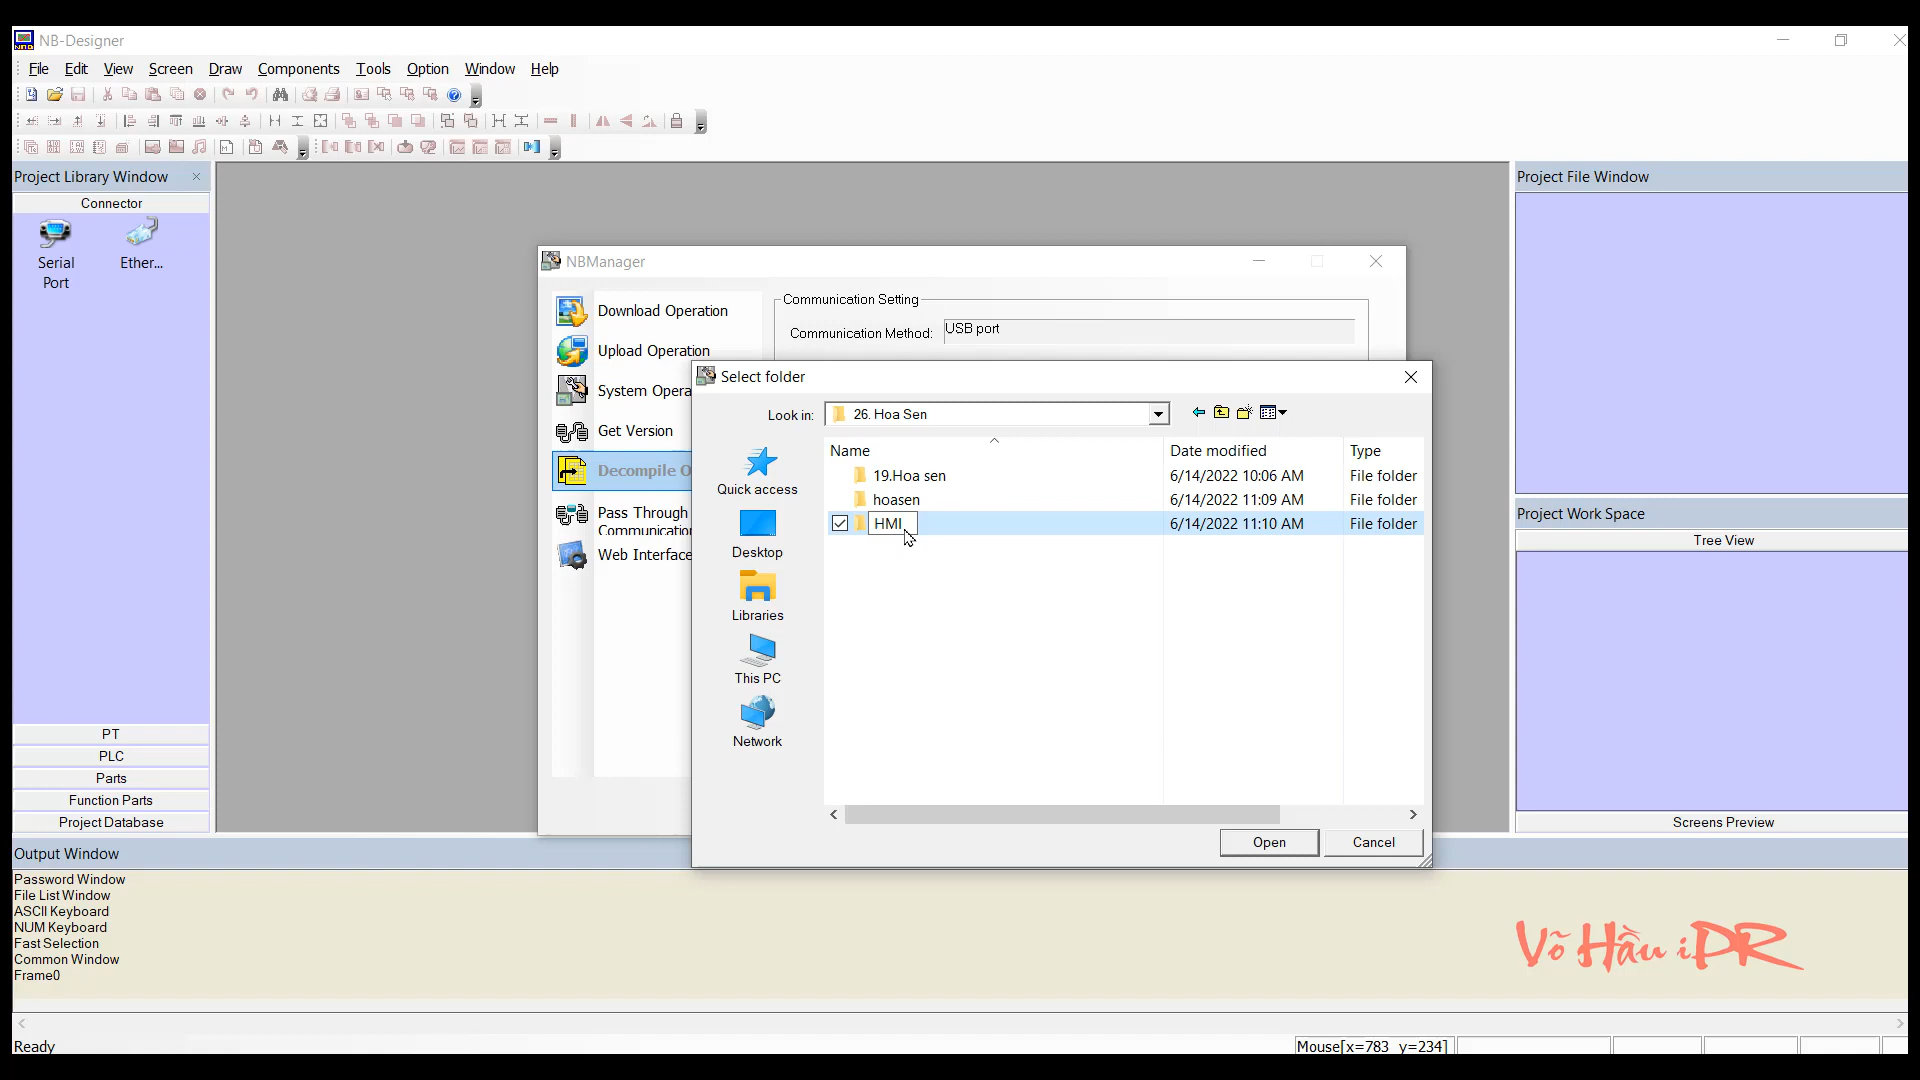 NB-Designer
File Edit View Screen Draw Components Tools Option Window Help
Project Library Window
Connector
Serial Port
Ether...
PT
PLC
Parts
Function Parts
Project Database
NBManager
Download Operation
Upload Operation
System Opera
Get Version
Decompile O
Pass Through
Communication
Web Interface
Communication Setting
Communication Method: USB port
Select folder
Look in: 26. Hoa Sen
Quick access
Desktop
Libraries
This PC
Network
Name Date modified Type
19.Hoa sen 6/14/2022 10:06 AM File folder
hoasen 6/14/2022 11:09 AM File folder
HMI 6/14/2022 11:10 AM File folder
Open Cancel
Project File Window
Project Work Space
Tree View
Screens Preview
Output Window
Password Window
File List Window
ASCII Keyboard
NUM Keyboard
Fast Selection
Common Window
Frame0
Võ Hầu iPR
Ready
Mouse[x=783 y=234]